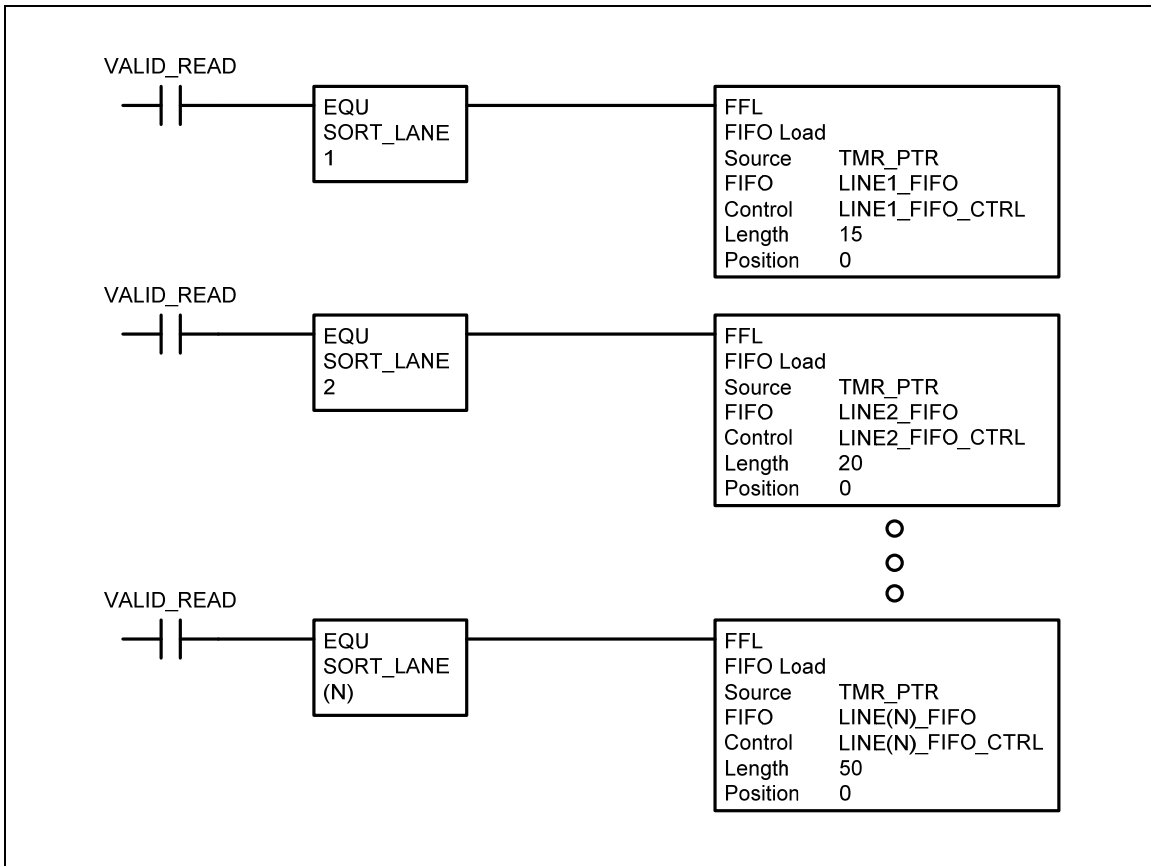 VALID_READ
EQU
SORT_LANE
1
FFL
FIFO Load
Source TMR_PTR
FIFO LINE1_FIFO
Control LINE1_FIFO_CTRL
Length 15
Position 0
VALID_READ
EQU
SORT_LANE
2
FFL
FIFO Load
Source TMR_PTR
FIFO LINE2_FIFO
Control LINE2_FIFO_CTRL
Length 20
Position 0
VALID_READ
EQU
SORT_LANE
(N)
FFL
FIFO Load
Source TMR_PTR
FIFO LINE(N)_FIFO
Control LINE(N)_FIFO_CTRL
Length 50
Position 0